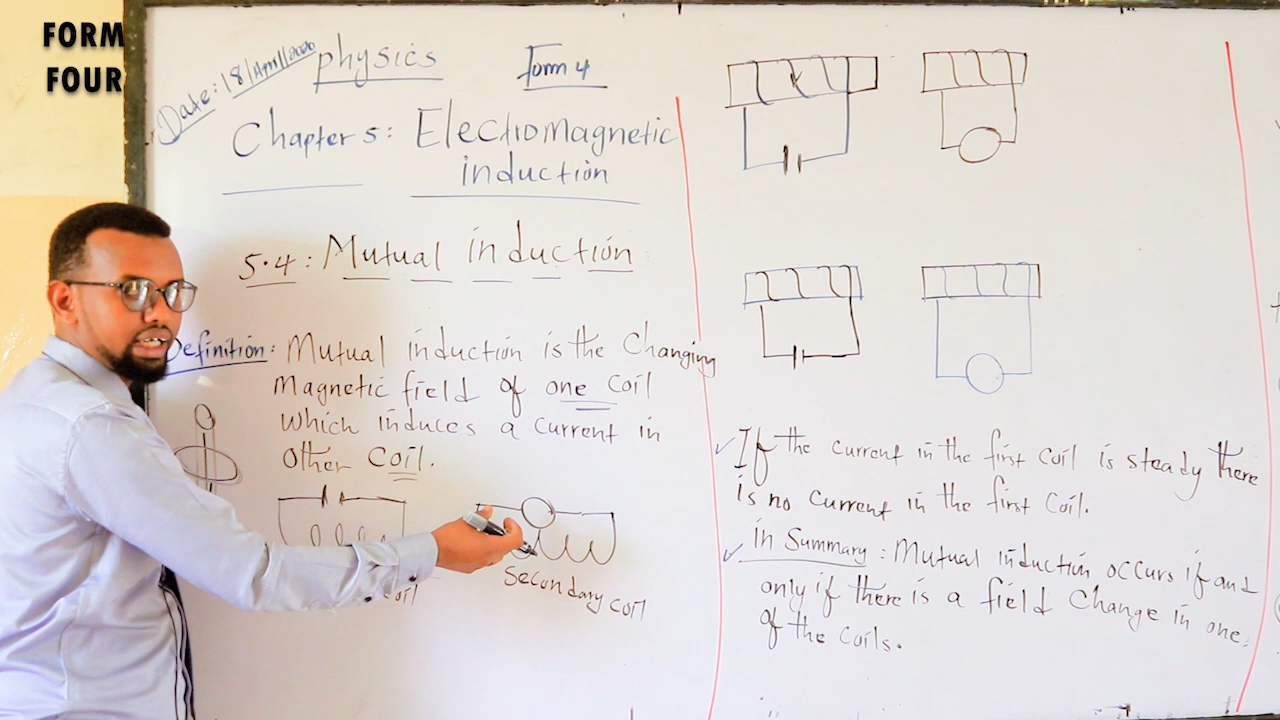 FORM
FOUR
Date: 18/April/2020
physics
Form 4
Chapter 5: Electromagnetic
induction
5.4: Mutual induction
Definition: Mutual induction is the Changing
Magnetic field of one coil
which induces a current in
other coil.
coil
Secondary coil
If the current in the first coil is steady there
is no current in the first coil.
in Summary: Mutual induction occurs if and
only if there is a field change in one
of the coils.